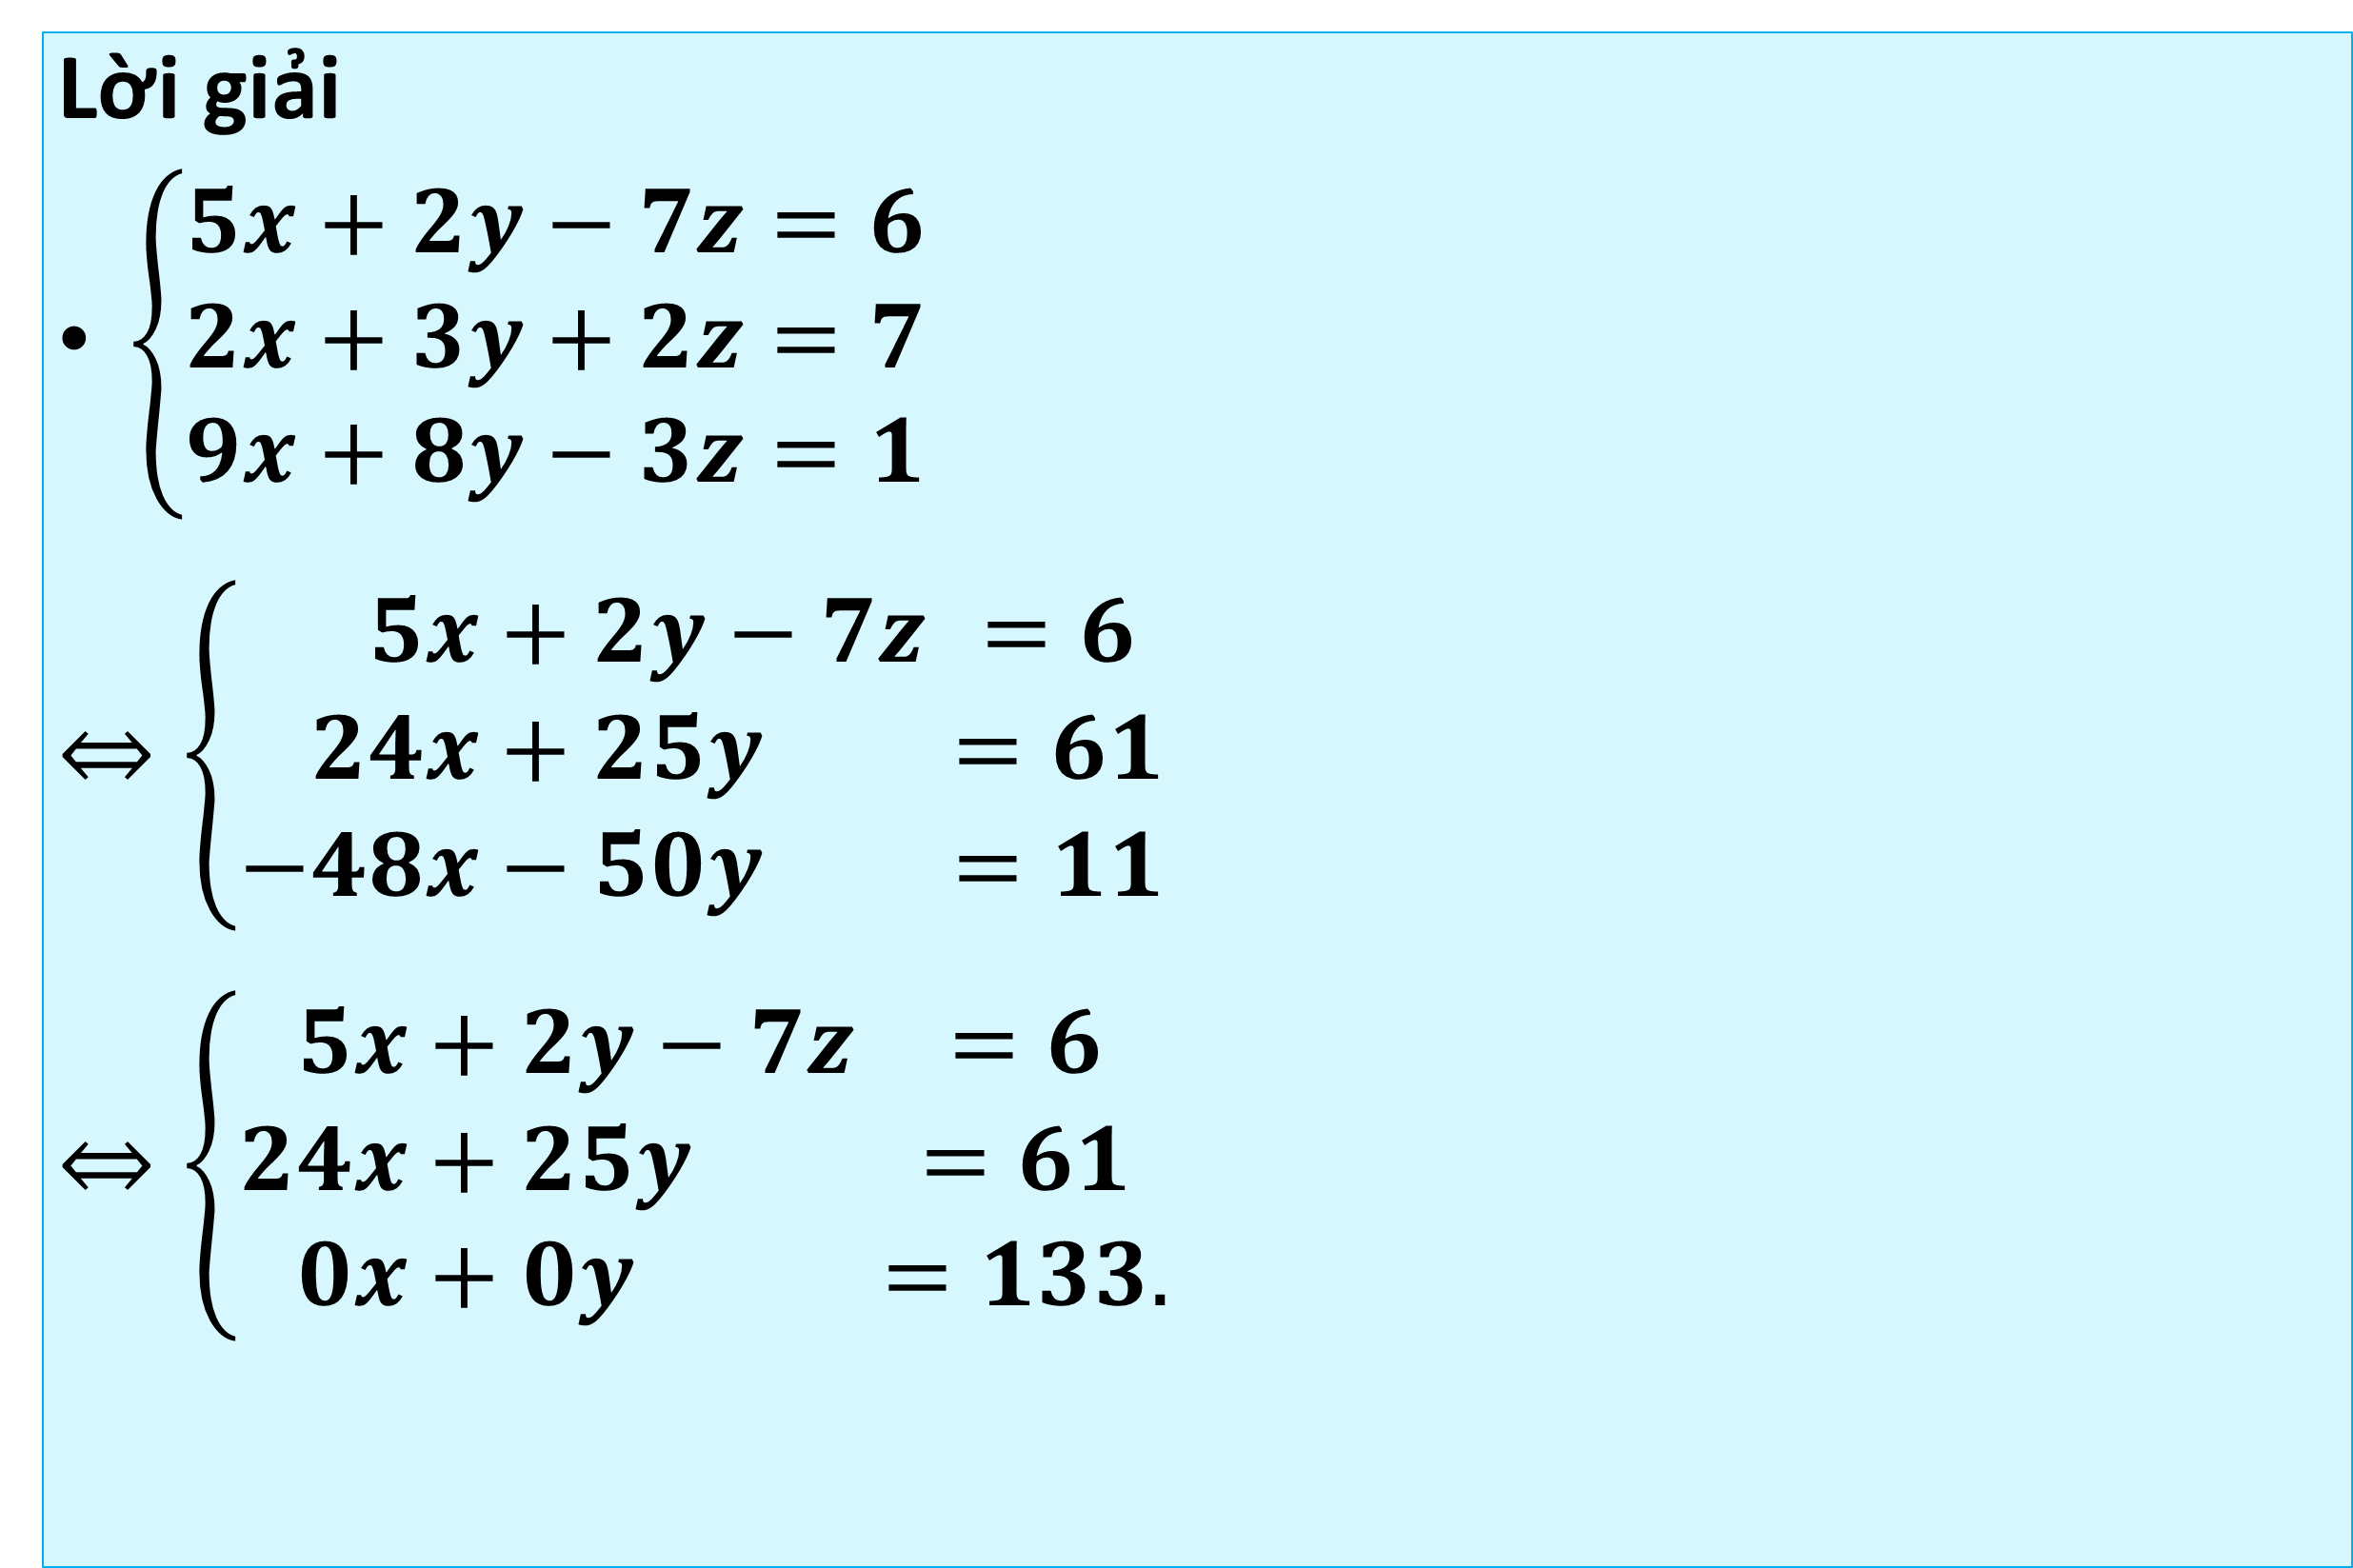 Lời giải
• { 5x + 2y − 7z = 6
2x + 3y + 2z = 7
9x + 8y − 3z = 1
⇔ { 5x + 2y − 7z = 6
24x + 25y = 61
−48x − 50y = 11
⇔ { 5x + 2y − 7z = 6
24x + 25y = 61
0x + 0y = 133.